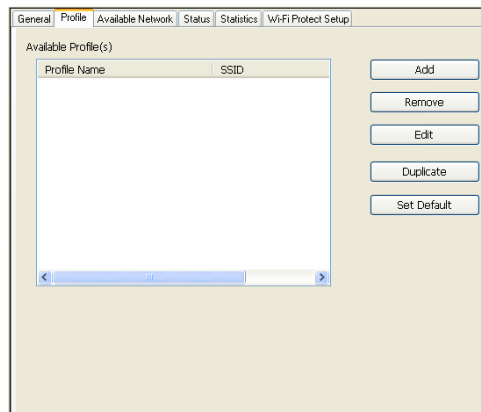 General Profile Available Network Status Statistics Wi-Fi Protect Setup
Available Profile(s)
Profile Name SSID
Add
Remove
Edit
Duplicate
Set Default